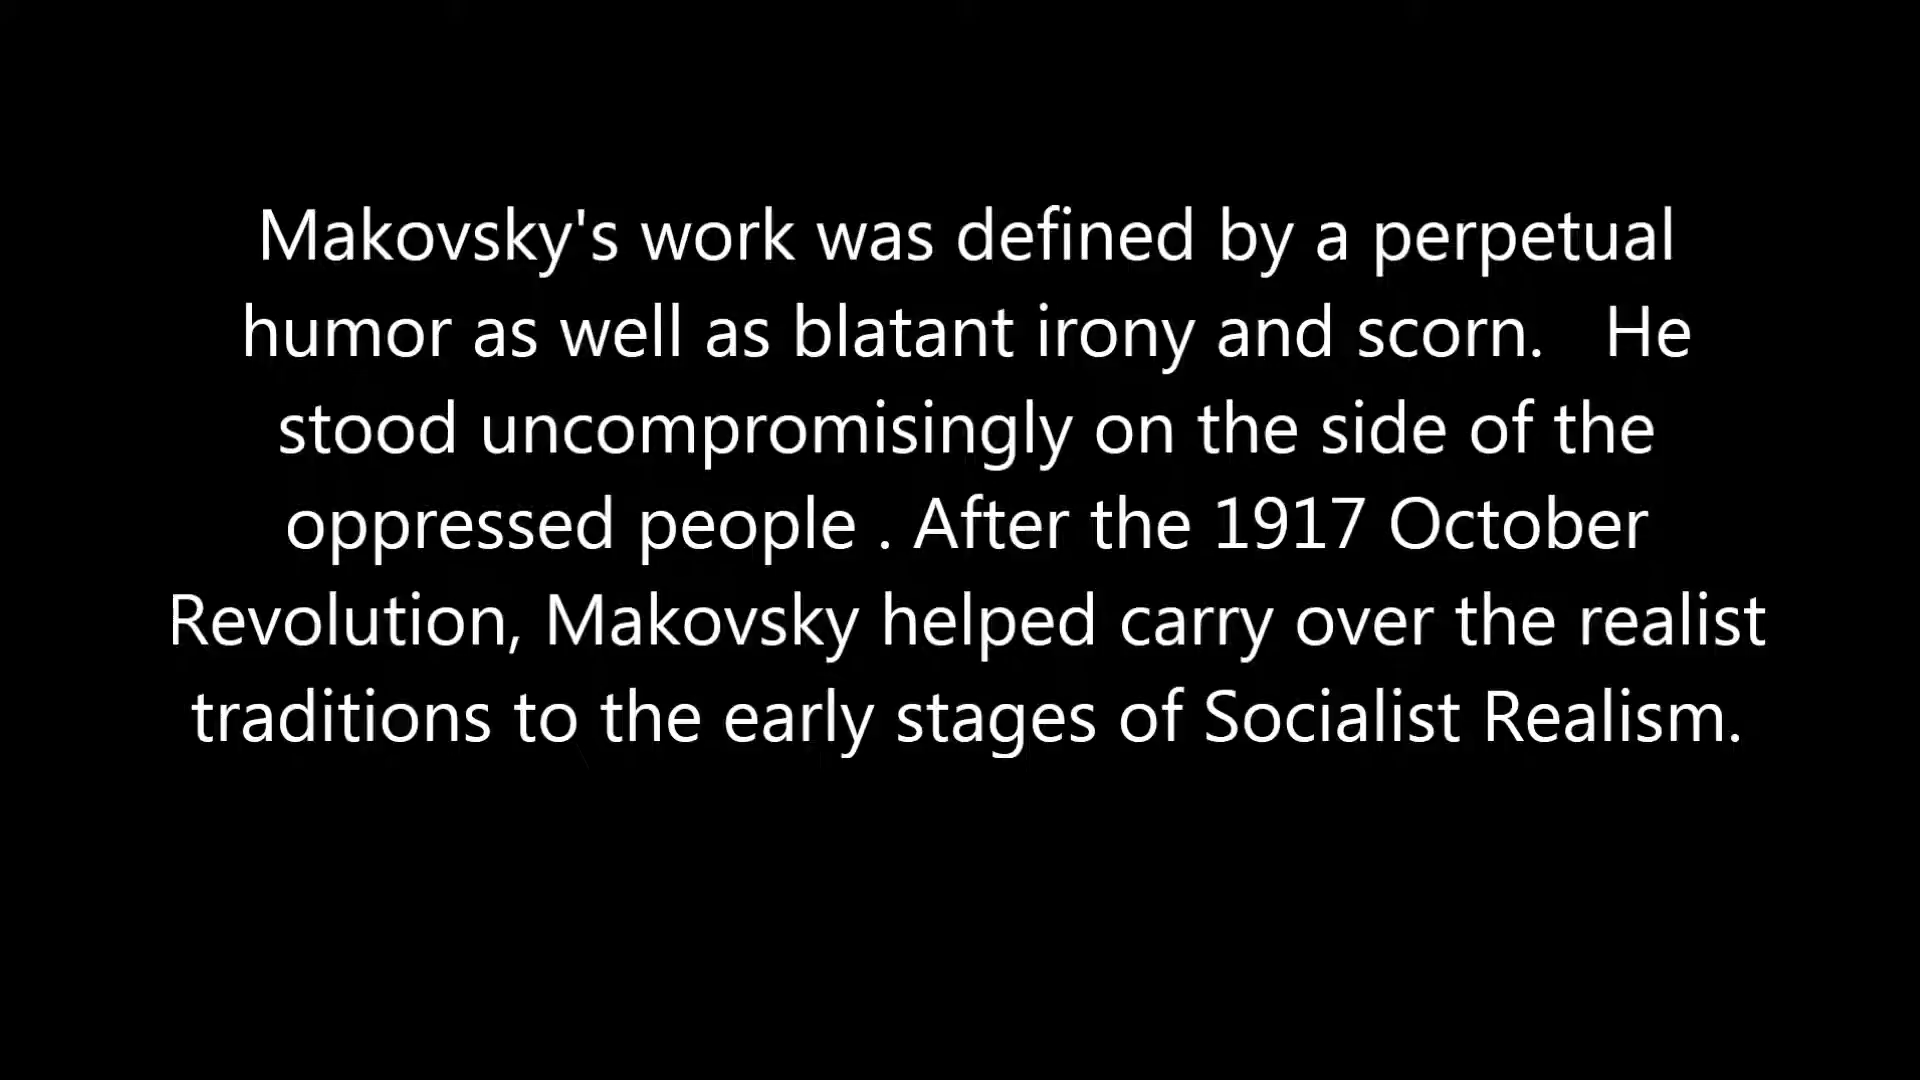 Makovsky's work was defined by a perpetual
humor as well as blatant irony and scorn.   He
stood uncompromisingly on the side of the
oppressed people . After the 1917 October
Revolution, Makovsky helped carry over the realist
traditions to the early stages of Socialist Realism.